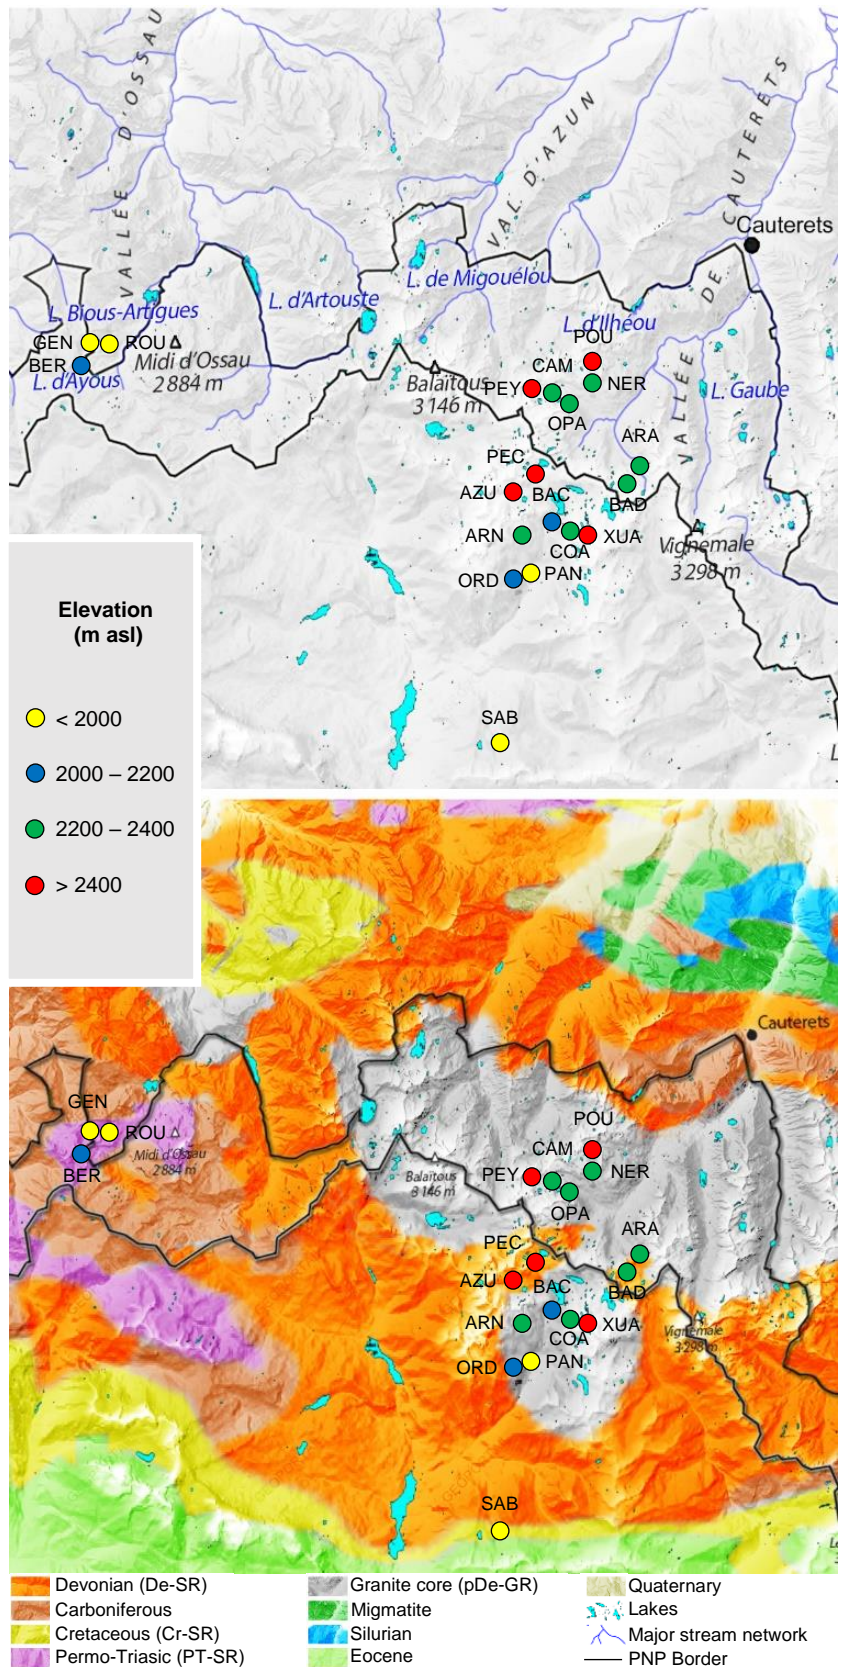 VALLÉE D'OSSAU
VAL D'AZUN
VALLÉE DE CAUTERETS
Cauterets
L. de Migouélou
L. d'Artouste
L. Bious-Artigues
L. d'Ilhéou
POU
GEN
ROU
Midi d'Ossau
2 884 m
BER
L. d'Ayous
CAM
Balaïtous
3 146 m
PEY
NER
L. Gaube
OPA
ARA
PEC
BAD
AZU
BAC
ARN
COA
XUA
Vignemale
3 298 m
ORD
PAN
SAB
L
Elevation
(m asl)
< 2000
2000 – 2200
2200 – 2400
> 2400
Cauterets
GEN
ROU
Midi d'Ossau
2 884 m
BER
POU
CAM
Balaïtous
3 146 m
PEY
NER
OPA
ARA
PEC
BAD
AZU
BAC
ARN
COA
XUA
Vignemale
3 298 m
ORD
PAN
SAB
Devonian (De-SR)
Carboniferous
Cretaceous (Cr-SR)
Permo-Triasic (PT-SR)
Granite core (pDe-GR)
Migmatite
Silurian
Eocene
Quaternary
Lakes
Major stream network
PNP Border